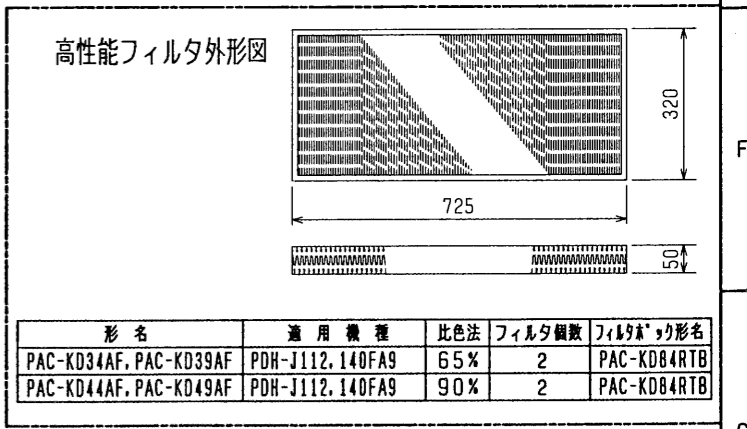 高性能フィルタ外形図
320
F
725
50
形名 適用機種 比色法 フィルタ個数 フィルタボック形名
PAC-KD34AF,PAC-KD39AF PDH-J112,140FA9 65% 2 PAC-KD84RTB
PAC-KD44AF,PAC-KD49AF PDH-J112,140FA9 90% 2 PAC-KD84RTB